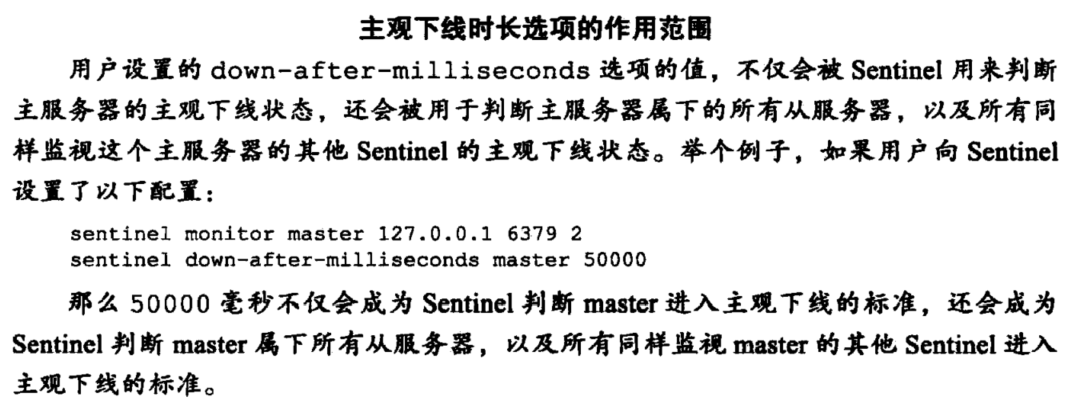 主观下线时长选项的作用范围
用户设置的 down-after-milliseconds 选项的值，不仅会被 Sentinel 用来判断
主服务器的主观下线状态，还会被用于判断主服务器属下的所有从服务器，以及所有同
样监视这个主服务器的其他 Sentinel 的主观下线状态。举个例子，如果用户向 Sentinel
设置了以下配置：
sentinel monitor master 127.0.0.1 6379 2
sentinel down-after-milliseconds master 50000
那么 50000 毫秒不仅会成为 Sentinel 判断 master 进入主观下线的标准，还会成为
Sentinel 判断 master 属下所有从服务器，以及所有同样监视 master 的其他 Sentinel 进入
主观下线的标准。